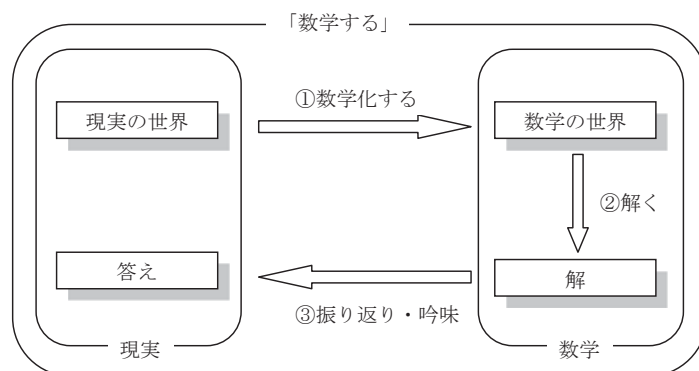 「数学する」
①数学化する
現実の世界
数学の世界
②解く
答え
解
③振り返り・吟味
現実
数学